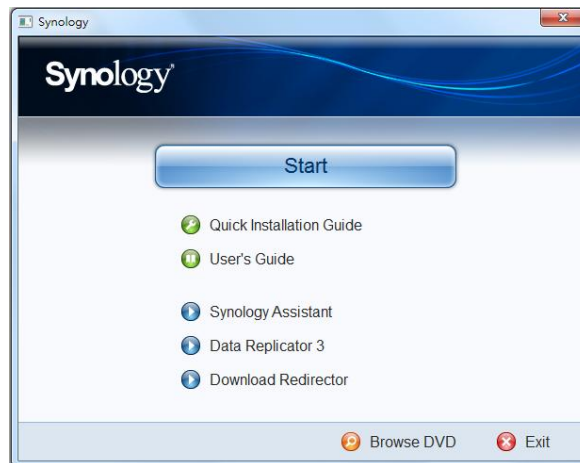 Synology
Synology
Start
Quick Installation Guide
User's Guide
Synology Assistant
Data Replicator 3
Download Redirector
Browse DVD
Exit